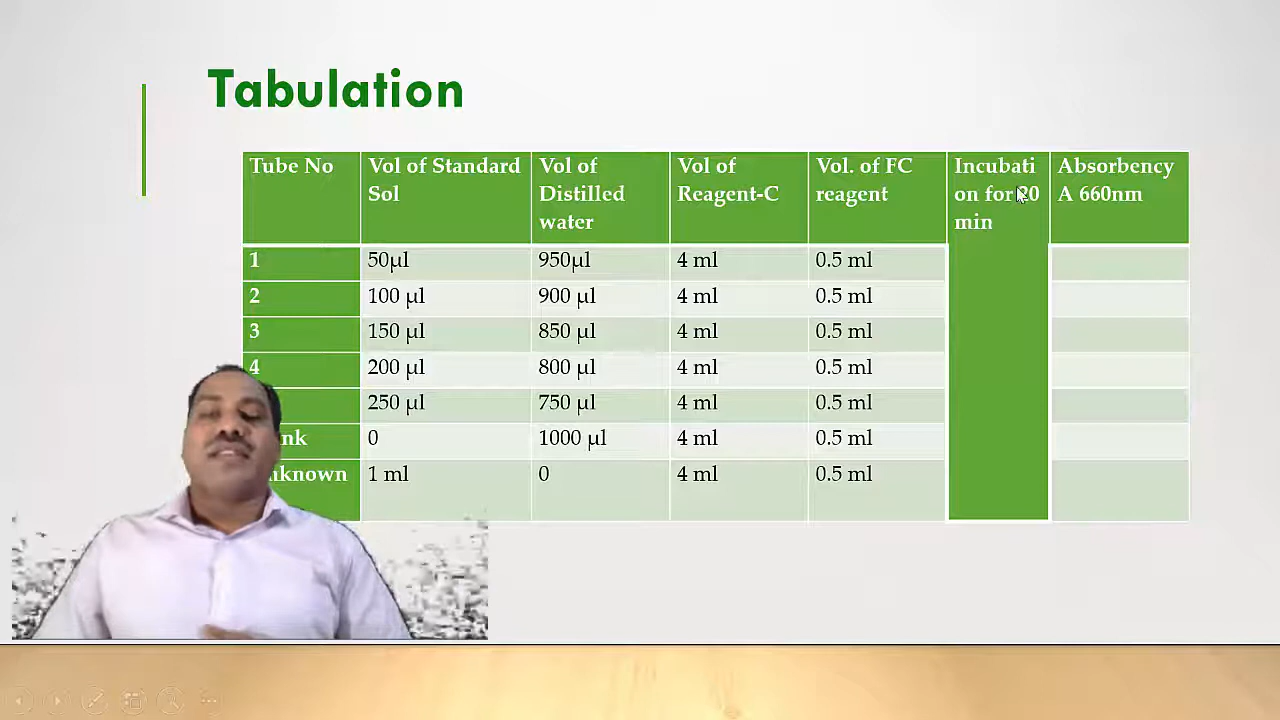 Tabulation
Tube No Vol of Standard Sol Vol of Distilled water Vol of Reagent-C Vol. of FC reagent Incubati on for min Absorbency A 660nm
1 50µl 950µl 4 ml 0.5 ml
2 100 µl 900 µl 4 ml 0.5 ml
3 150 µl 850 µl 4 ml 0.5 ml
4 200 µl 800 µl 4 ml 0.5 ml
250 µl 750 µl 4 ml 0.5 ml
0 1000 µl 4 ml 0.5 ml
nknown 1 ml 0 4 ml 0.5 ml